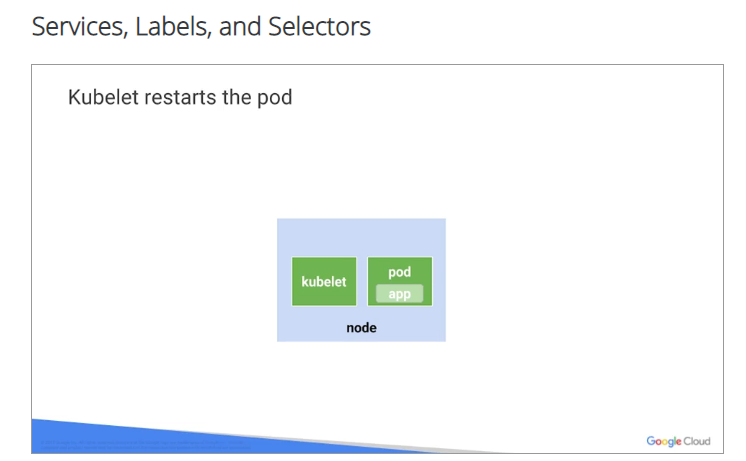 Services, Labels, and Selectors
Kubelet restarts the pod
kubelet
pod
app
node
Google Cloud